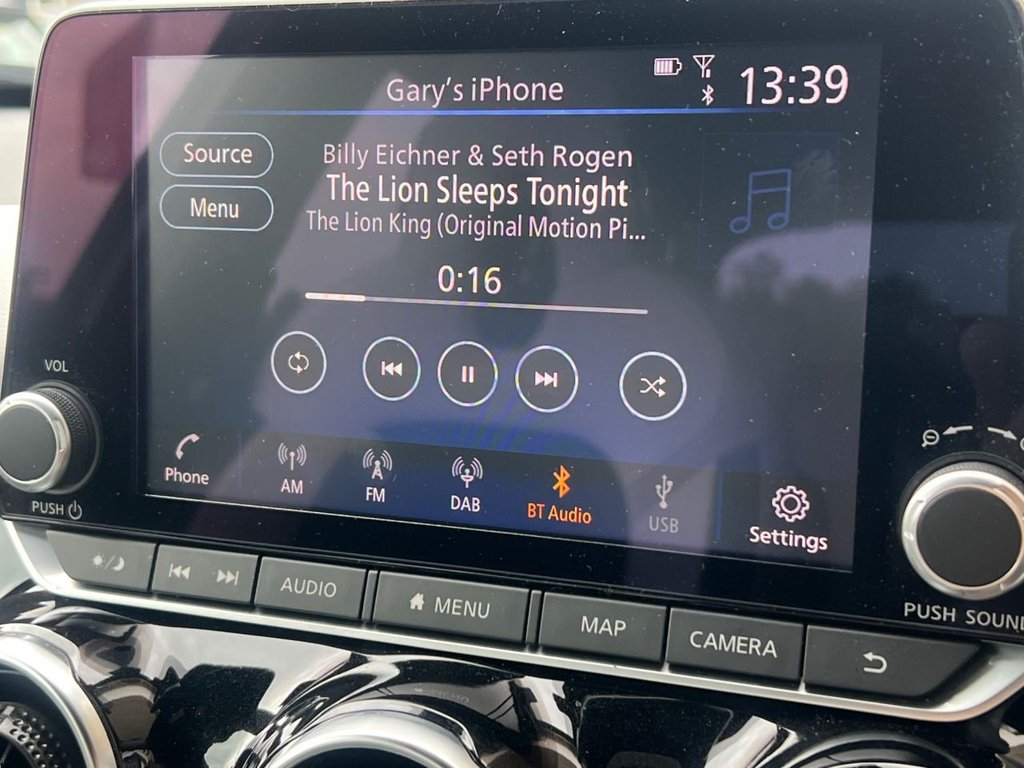 Gary's iPhone
13:39
Source
Menu
Billy Eichner & Seth Rogen
The Lion Sleeps Tonight
The Lion King (Original Motion Pi...
0:16
VOL
PUSH
Phone
AM
FM
DAB
BT Audio
USB
Settings
PUSH SOUN
AUDIO
MENU
MAP
CAMERA